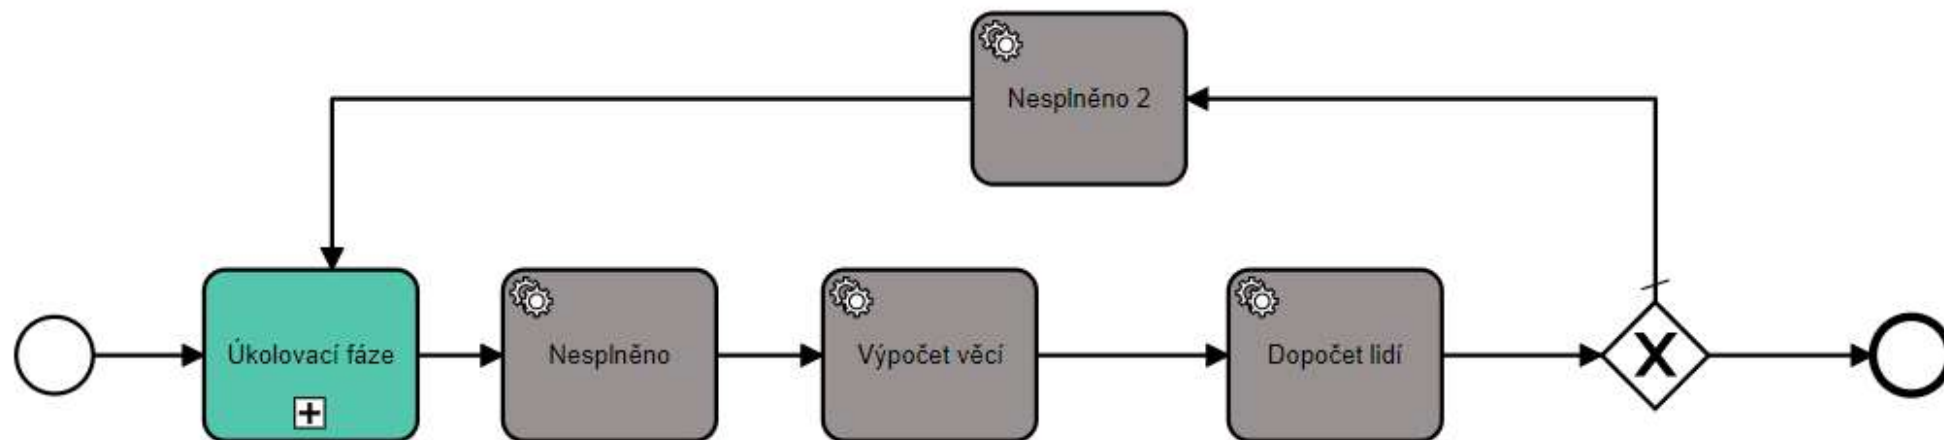 Nesplněno 2
Úkolovací fáze
Nesplněno
Výpočet věcí
Dopočet lidí